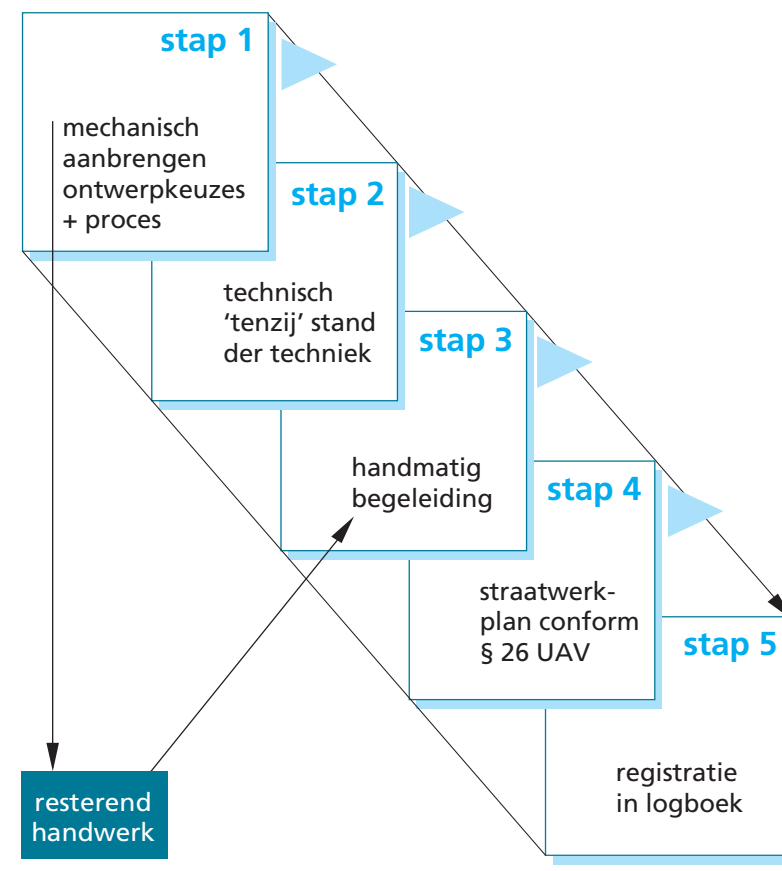 stap 1
mechanisch
aanbrengen
ontwerpkeuzes
+ proces
stap 2
technisch
‘tenzij’ stand
der techniek
stap 3
handmatig
begeleiding
stap 4
straatwerk-
plan conform
§ 26 UAV
stap 5
registratie
in logboek
resterend
handwerk